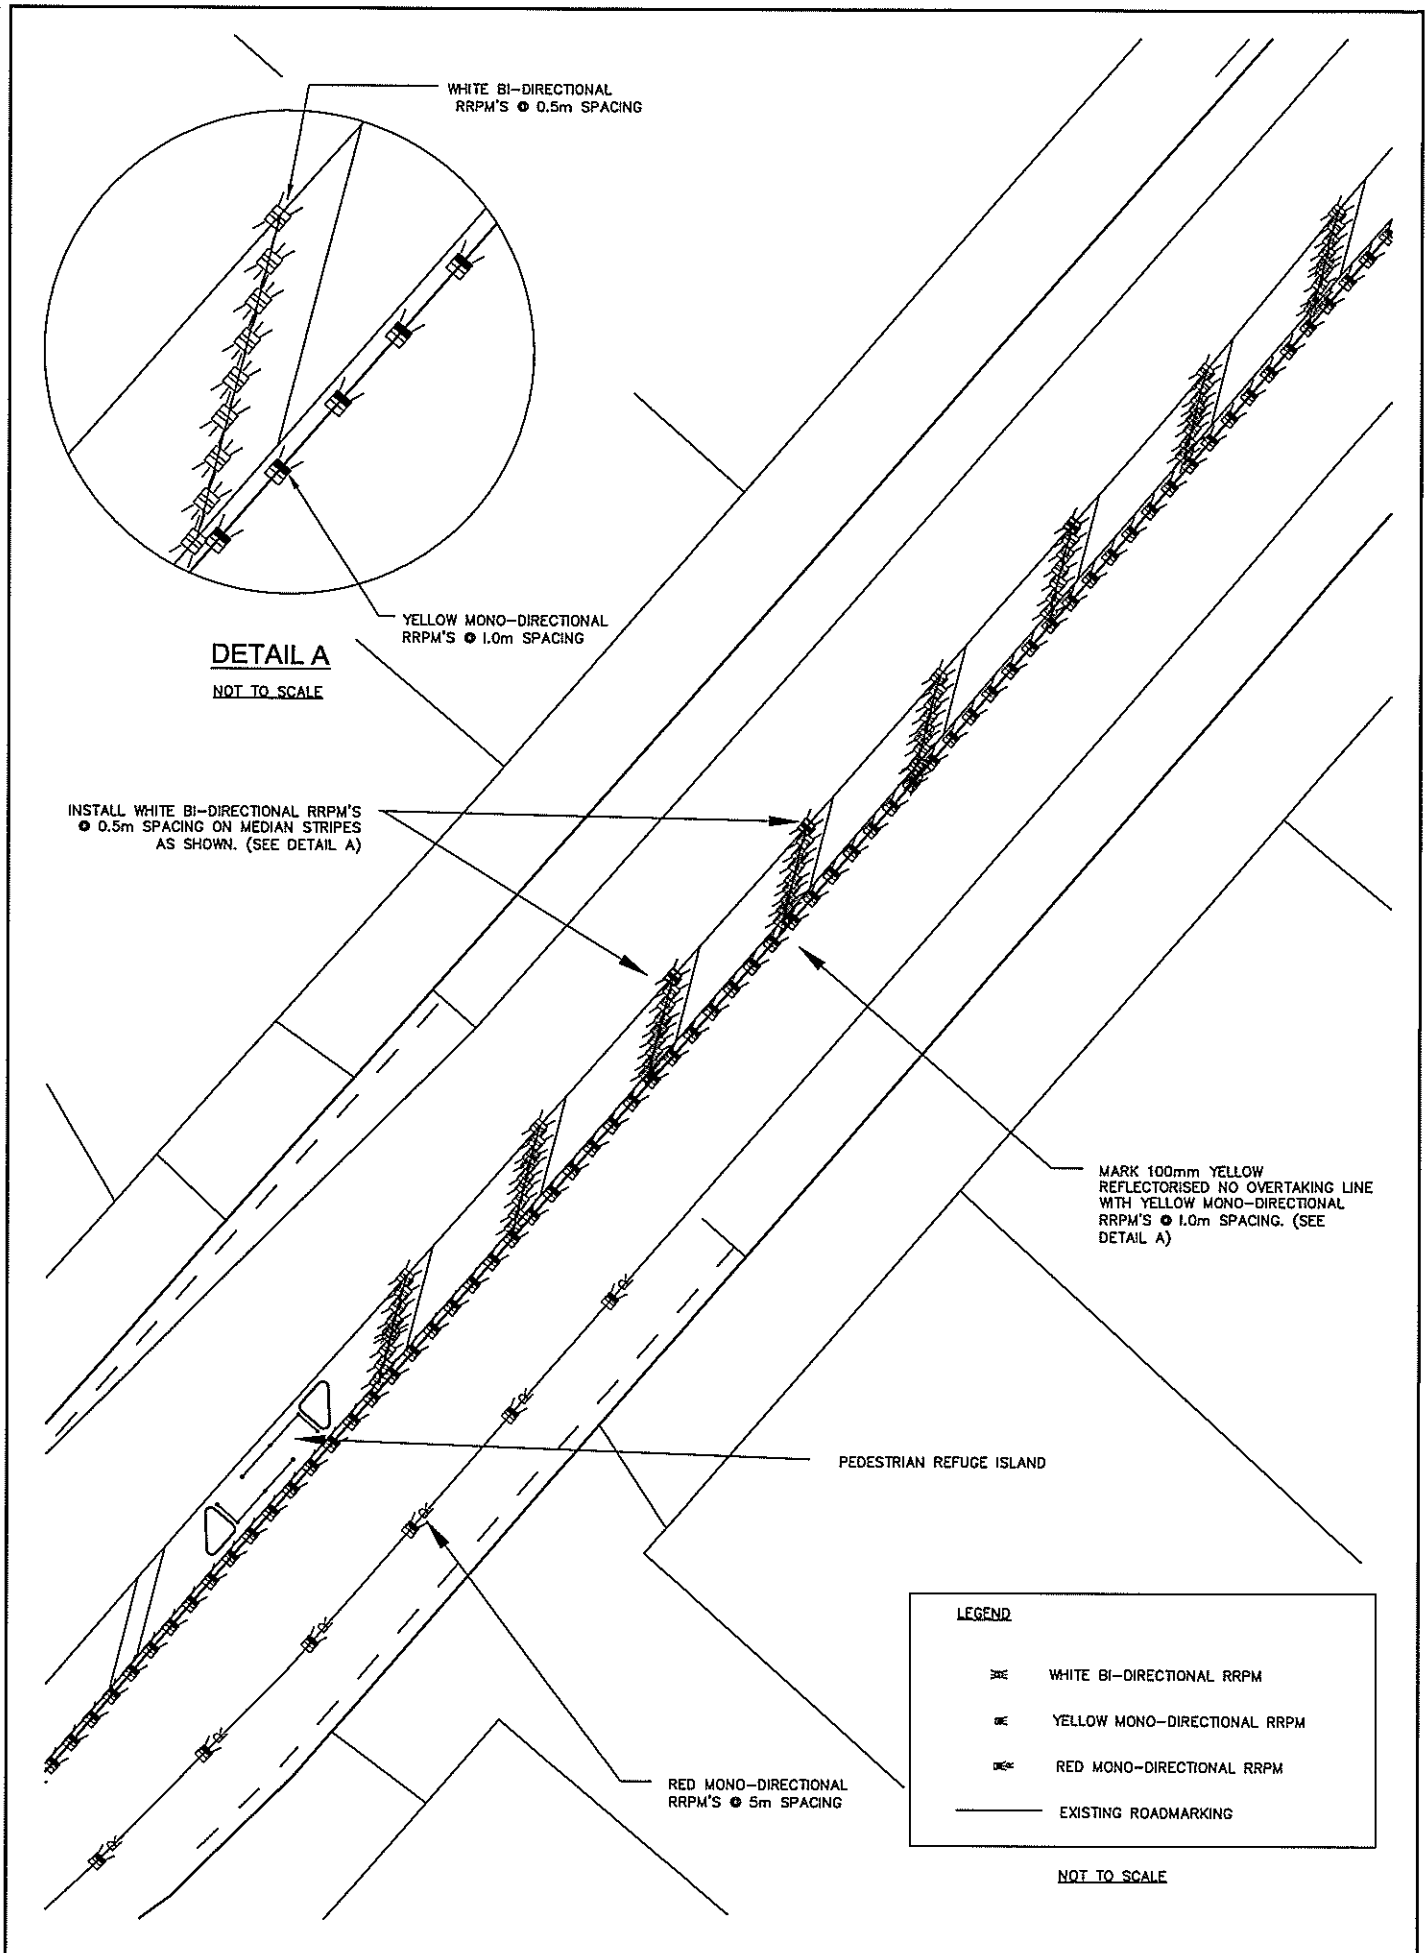 WHITE BI-DIRECTIONAL
RRPM'S @ 0.5m SPACING
YELLOW MONO-DIRECTIONAL
RRPM'S @ 1.0m SPACING
DETAIL A
NOT TO SCALE
INSTALL WHITE BI-DIRECTIONAL RRPM'S
@ 0.5m SPACING ON MEDIAN STRIPES
AS SHOWN. (SEE DETAIL A)
MARK 100mm YELLOW
REFLECTORISED NO OVERTAKING LINE
WITH YELLOW MONO-DIRECTIONAL
RRPM'S @ 1.0m SPACING. (SEE
DETAIL A)
PEDESTRIAN REFUGE ISLAND
RED MONO-DIRECTIONAL
RRPM'S @ 5m SPACING
LEGEND
WHITE BI-DIRECTIONAL RRPM
YELLOW MONO-DIRECTIONAL RRPM
RED MONO-DIRECTIONAL RRPM
EXISTING ROADMARKING
NOT TO SCALE